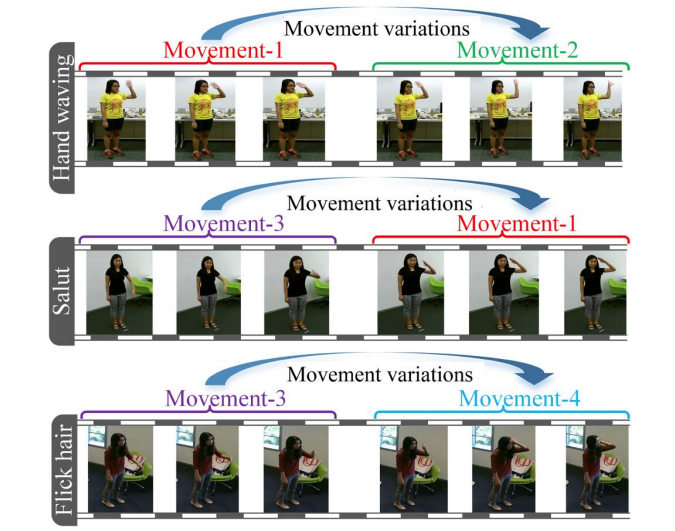 Movement variations
Movement-1
Movement-2
Hand waving
Movement variations
Movement-3
Movement-1
Salut
Movement variations
Movement-3
Movement-4
Flick hair